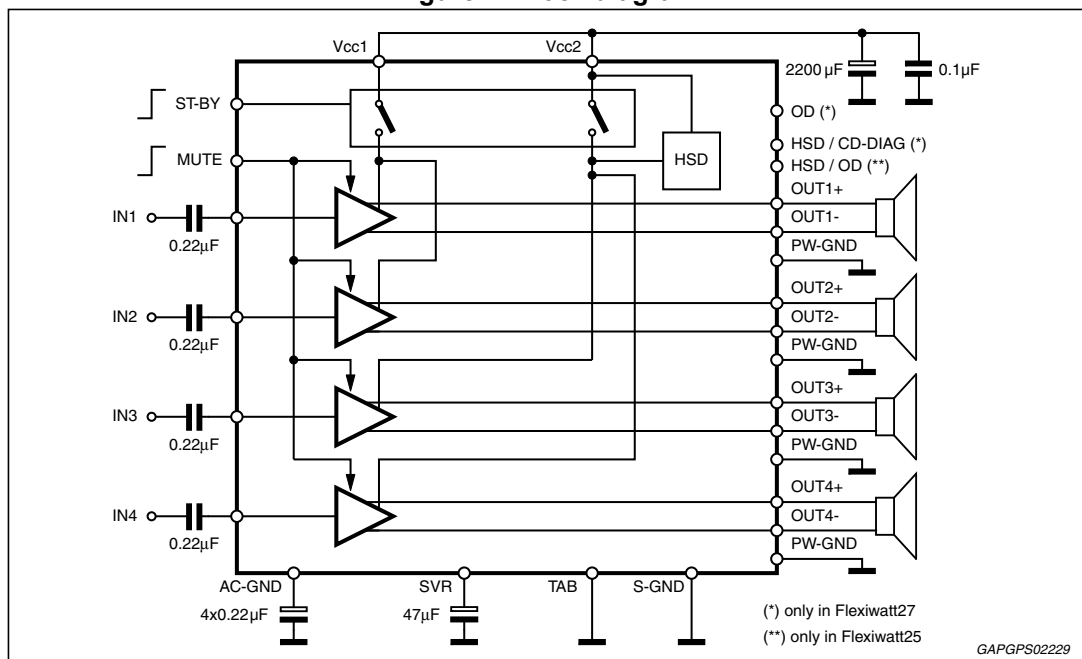 Vcc1
Vcc2
2200µF
0.1µF
ST-BY
OD (*)
HSD
HSD / CD-DIAG (*)
MUTE
HSD / OD (**)
OUT1+
IN1
OUT1-
0.22µF
PW-GND
OUT2+
IN2
OUT2-
0.22µF
PW-GND
OUT3+
IN3
OUT3-
0.22µF
PW-GND
OUT4+
IN4
OUT4-
0.22µF
PW-GND
AC-GND
SVR
TAB
S-GND
4x0.22µF
47µF
(*) only in Flexiwatt27
(**) only in Flexiwatt25
GAPGPS02229